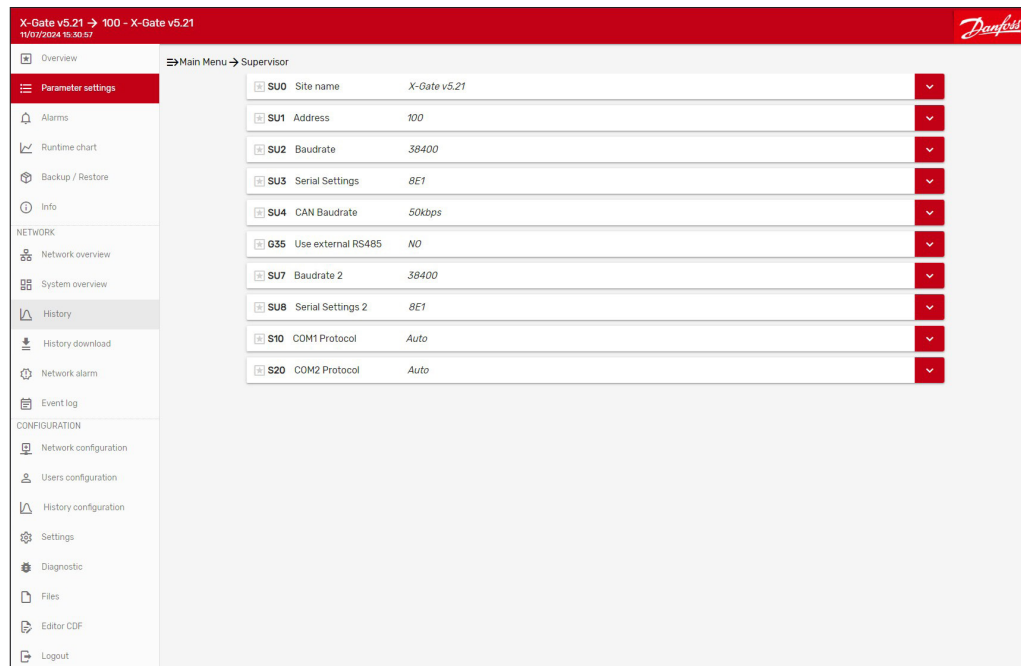 X-Gate v5.21 → 100 - X-Gate v5.21
11/07/2024 15:30:57
Danfoss
Overview
Parameter settings
Alarms
Runtime chart
Backup / Restore
Info
NETWORK
Network overview
System overview
History
History download
Network alarm
Event log
CONFIGURATION
Network configuration
Users configuration
History configuration
Settings
Diagnostic
Files
Editor CDF
Logout
Main Menu → Supervisor
SU0 Site name X-Gate v5.21
SU1 Address 100
SU2 Baudrate 38400
SU3 Serial Settings 8E1
SU4 CAN Baudrate 50kbps
G35 Use external RS485 NO
SU7 Baudrate 2 38400
SU8 Serial Settings 2 8E1
S10 COM1 Protocol Auto
S20 COM2 Protocol Auto